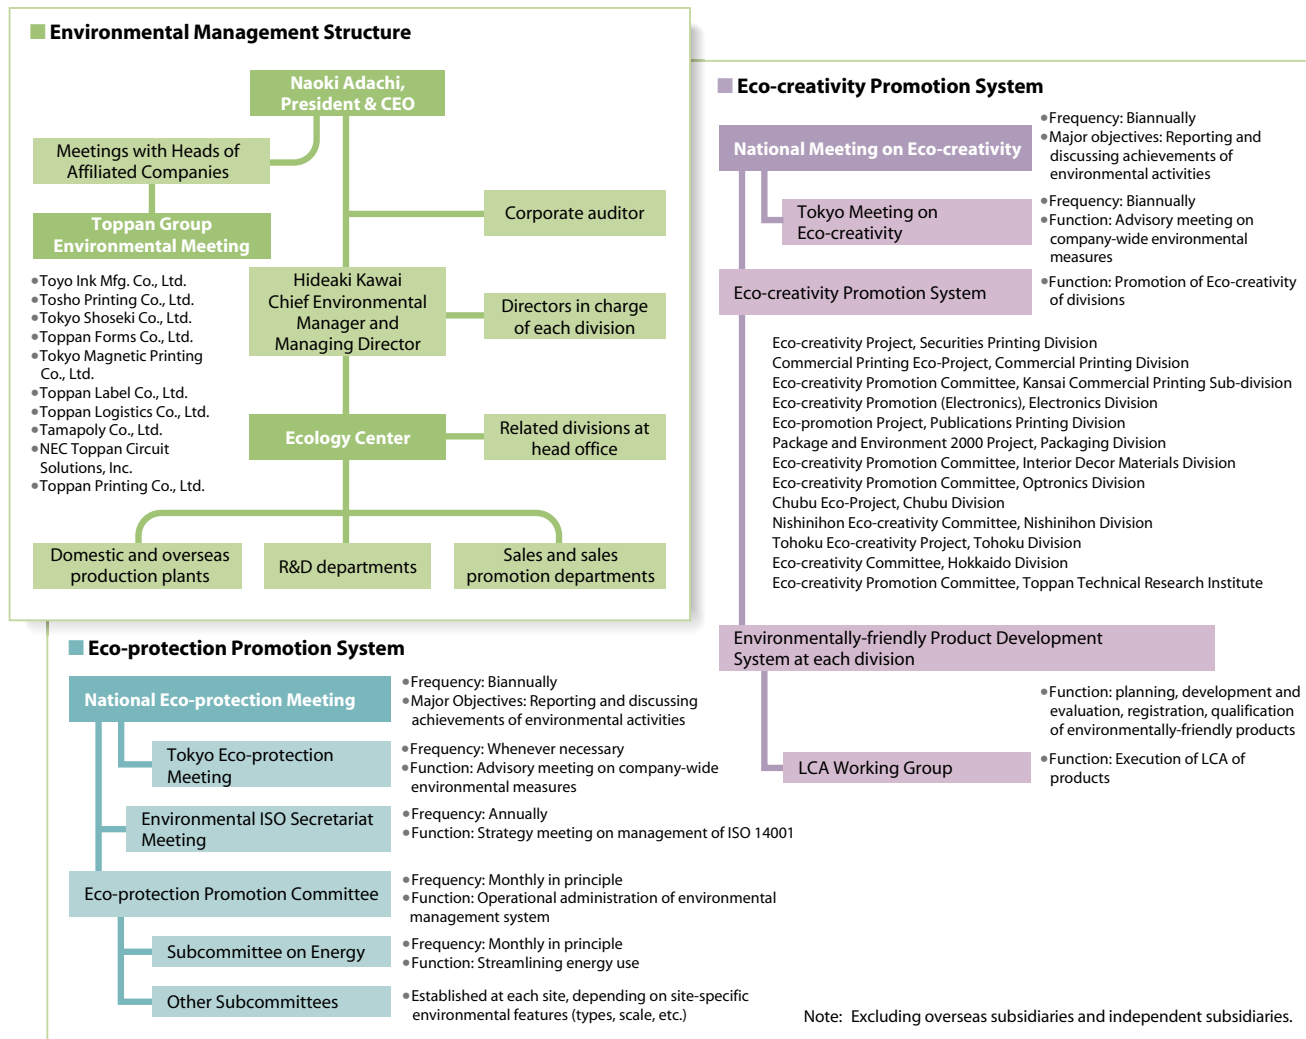 Environmental Management Structure
Naoki Adachi,
President & CEO
Meetings with Heads of
Affiliated Companies
Toppan Group
Environmental Meeting
•Toyo Ink Mfg. Co., Ltd.
•Tosho Printing Co., Ltd.
•Tokyo Shoseki Co., Ltd.
•Toppan Forms Co., Ltd.
•Tokyo Magnetic Printing
Co., Ltd.
•Toppan Label Co., Ltd.
•Toppan Logistics Co., Ltd.
•Tamapoly Co., Ltd.
•NEC Toppan Circuit
Solutions, Inc.
•Toppan Printing Co., Ltd.
Corporate auditor
Hideaki Kawai
Chief Environmental
Manager and
Managing Director
Directors in charge
of each division
Ecology Center
Related divisions at
head office
Domestic and overseas
production plants
R&D departments
Sales and sales
promotion departments
Eco-protection Promotion System
National Eco-protection Meeting
•Frequency: Biannually
•Major Objectives: Reporting and discussing
achievements of environmental activities
Tokyo Eco-protection
Meeting
•Frequency: Whenever necessary
•Function: Advisory meeting on company-wide
environmental measures
Environmental ISO Secretariat
Meeting
•Frequency: Annually
•Function: Strategy meeting on management of ISO 14001
Eco-protection Promotion Committee
•Frequency: Monthly in principle
•Function: Operational administration of environmental
management system
Subcommittee on Energy
•Frequency: Monthly in principle
•Function: Streamlining energy use
Other Subcommittees
•Established at each site, depending on site-specific
environmental features (types, scale, etc.)
Eco-creativity Promotion System
National Meeting on Eco-creativity
•Frequency: Biannually
•Major objectives: Reporting and
discussing achievements of
environmental activities
Tokyo Meeting on
Eco-creativity
•Frequency: Biannually
•Function: Advisory meeting on
company-wide environmental
measures
Eco-creativity Promotion System
•Function: Promotion of Eco-creativity
of divisions
Eco-creativity Project, Securities Printing Division
Commercial Printing Eco-Project, Commercial Printing Division
Eco-creativity Promotion Committee, Kansai Commercial Printing Sub-division
Eco-creativity Promotion (Electronics), Electronics Division
Eco-promotion Project, Publications Printing Division
Package and Environment 2000 Project, Packaging Division
Eco-creativity Promotion Committee, Interior Decor Materials Division
Eco-creativity Promotion Committee, Optronics Division
Chubu Eco-Project, Chubu Division
Nishinihon Eco-creativity Committee, Nishinihon Division
Tohoku Eco-creativity Project, Tohoku Division
Eco-creativity Committee, Hokkaido Division
Eco-creativity Promotion Committee, Toppan Technical Research Institute
Environmentally-friendly Product Development
System at each division
•Function: planning, development and
evaluation, registration, qualification
of environmentally-friendly products
LCA Working Group
•Function: Execution of LCA of
products
Note: Excluding overseas subsidiaries and independent subsidiaries.